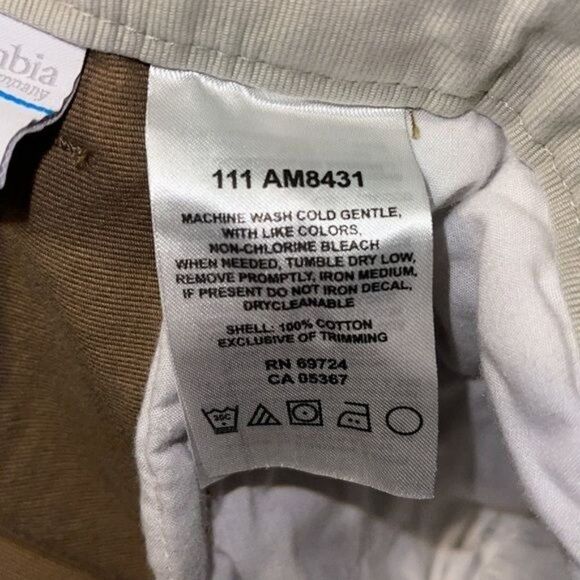 mbia
company
111 AM8431
MACHINE WASH COLD GENTLE,
WITH LIKE COLORS,
NON-CHLORINE BLEACH
WHEN NEEDED, TUMBLE DRY LOW,
REMOVE PROMPTLY, IRON MEDIUM,
IF PRESENT DO NOT IRON DECAL,
DRYCLEANABLE
SHELL: 100% COTTON
EXCLUSIVE OF TRIMMING
RN 69724
CA 05367
30C